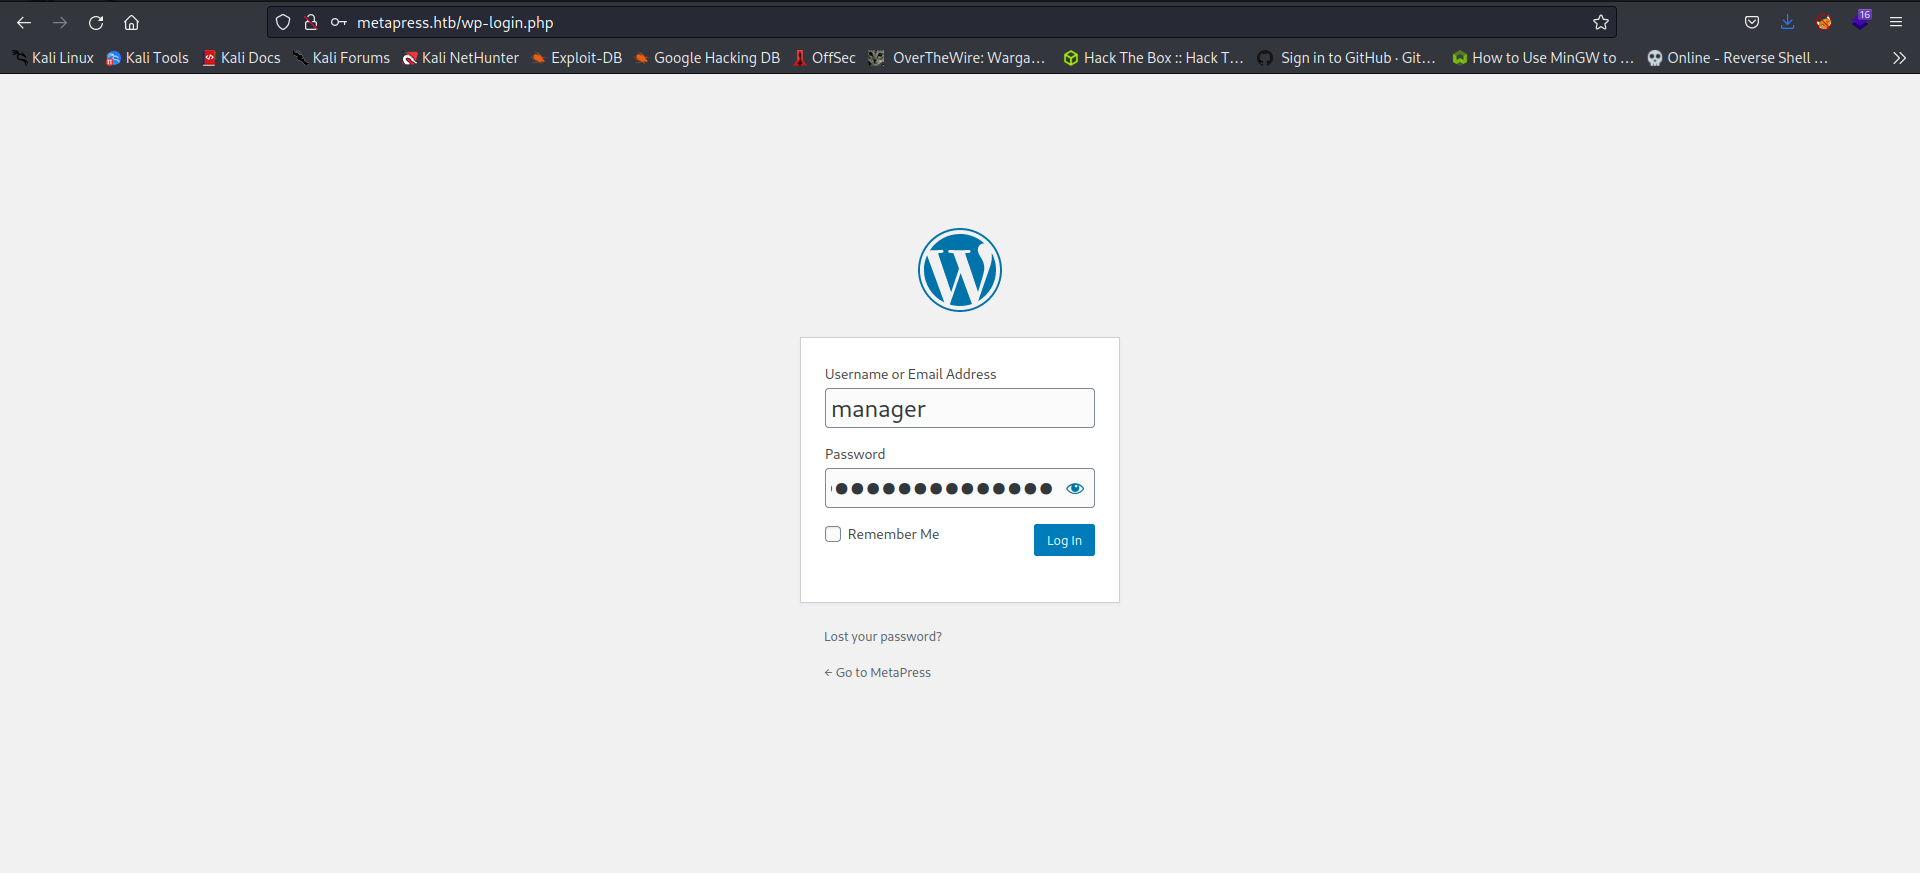 metapress.htb/wp-login.php
16
Kali Linux Kali Tools Kali Docs Kali Forums Kali NetHunter Exploit-DB Google Hacking DB OffSec OverTheWire: Warga… Hack The Box :: Hack T… Sign in to GitHub · Git… How to Use MinGW to … Online - Reverse Shell …
Username or Email Address
manager
Password
Remember Me
Log In
Lost your password?
← Go to MetaPress